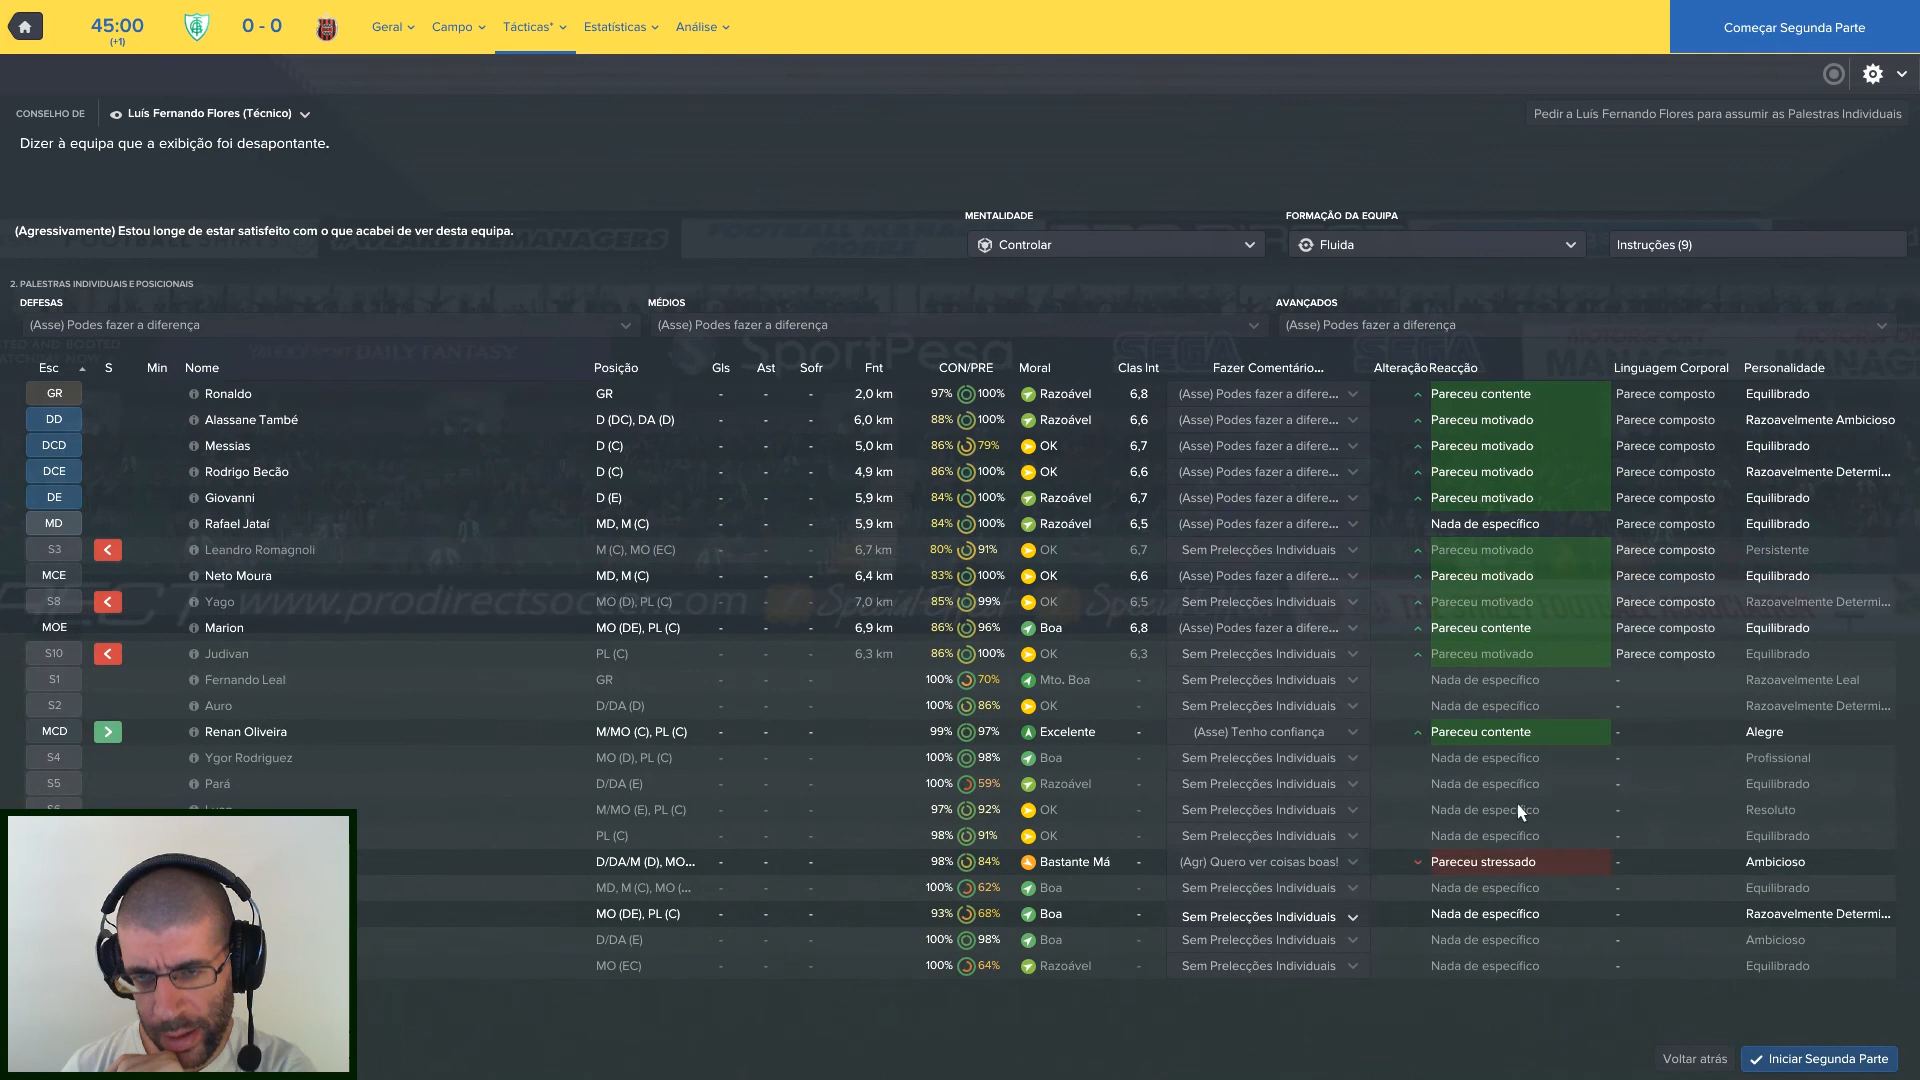 45:00
(+1)
0 - 0
Geral
Campo
Tácticas*
Estatísticas
Análise
Começar Segunda Parte
CONSELHO DE
Luís Fernando Flores (Técnico)
Pedir a Luís Fernando Flores para assumir as Palestras Individuais
Dizer à equipa que a exibição foi desapontante.
MENTALIDADE
FORMAÇÃO DA EQUIPA
(Agressivamente) Estou longe de estar satisfeito com o que acabei de ver desta equipa.
Controlar
Fluida
Instruções (9)
2. PALESTRAS INDIVIDUAIS E POSICIONAIS
DEFESAS
MÉDIOS
AVANÇADOS
(Asse) Podes fazer a diferença
(Asse) Podes fazer a diferença
(Asse) Podes fazer a diferença
Esc S Min Nome Posição Gls Ast Sofr Fnt CON/PRE Moral Clas Int Fazer Comentário... Alteração Reacção Linguagem Corporal Personalidade
GR Ronaldo GR - - - 2,0 km 97% 100% Razoável 6,8 (Asse) Podes fazer a difere... Pareceu contente Parece composto Equilibrado
DD Alassane També D (DC), DA (D) - - - 6,0 km 88% 100% Razoável 6,6 (Asse) Podes fazer a difere... Pareceu motivado Parece composto Razoavelmente Ambicioso
DCD Messias D (C) - - - 5,0 km 86% 79% OK 6,7 (Asse) Podes fazer a difere... Pareceu motivado Parece composto Equilibrado
DCE Rodrigo Becão D (C) - - - 4,9 km 86% 100% OK 6,6 (Asse) Podes fazer a difere... Pareceu motivado Parece composto Razoavelmente Determi...
DE Giovanni D (E) - - - 5,9 km 84% 100% Razoável 6,7 (Asse) Podes fazer a difere... Pareceu motivado Parece composto Equilibrado
MD Rafael Jataí MD, M (C) - - - 5,9 km 84% 100% Razoável 6,5 (Asse) Podes fazer a difere... Nada de específico Parece composto Equilibrado
S3 Leandro Romagnoli M (C), MO (EC) - - - 6,7 km 80% 91% OK 6,7 Sem Prelecções Individuais Pareceu motivado Parece composto Persistente
MCE Neto Moura MD, M (C) - - - 6,4 km 83% 100% OK 6,6 (Asse) Podes fazer a difere... Pareceu motivado Parece composto Equilibrado
S8 Yago MO (D), PL (C) - - - 7,0 km 85% 99% OK 6,5 Sem Prelecções Individuais Pareceu motivado Parece composto Razoavelmente Determi...
MOE Marion MO (DE), PL (C) - - - 6,9 km 86% 96% Boa 6,8 (Asse) Podes fazer a difere... Pareceu contente Parece composto Equilibrado
S10 Judivan PL (C) - - - 6,3 km 86% 100% OK 6,3 Sem Prelecções Individuais Pareceu motivado Parece composto Equilibrado
S1 Fernando Leal GR - - - 100% 70% Mto. Boa - Sem Prelecções Individuais Nada de específico - Razoavelmente Leal
S2 Auro D/DA (D) - - - 100% 86% OK - Sem Prelecções Individuais Nada de específico - Razoavelmente Determi...
MCD Renan Oliveira M/MO (C), PL (C) - - - 99% 97% Excelente - (Asse) Tenho confiança Pareceu contente - Alegre
S4 Ygor Rodriguez MO (D), PL (C) - - - 100% 98% Boa - Sem Prelecções Individuais Nada de específico - Profissional
S5 Pará D/DA (E) - - - 100% 59% Razoável - Sem Prelecções Individuais Nada de específico - Equilibrado
M/MO (E), PL (C) - - - 97% 92% OK - Sem Prelecções Individuais Nada de específico - Resoluto
PL (C) - - - 98% 91% OK - Sem Prelecções Individuais Nada de específico - Equilibrado
D/DA/M (D), MO... - - - 98% 84% Bastante Má - (Agr) Quero ver coisas boas! Pareceu stressado - Ambicioso
MD, M (C), MO (... - - - 100% 62% Boa - Sem Prelecções Individuais Nada de específico - Equilibrado
MO (DE), PL (C) - - - 93% 68% Boa - Sem Prelecções Individuais Nada de específico - Razoavelmente Determi...
D/DA (E) - - - 100% 98% Boa - Sem Prelecções Individuais Nada de específico - Ambicioso
MO (EC) - - - 100% 64% Razoável - Sem Prelecções Individuais Nada de específico - Equilibrado
Voltar atrás
Iniciar Segunda Parte